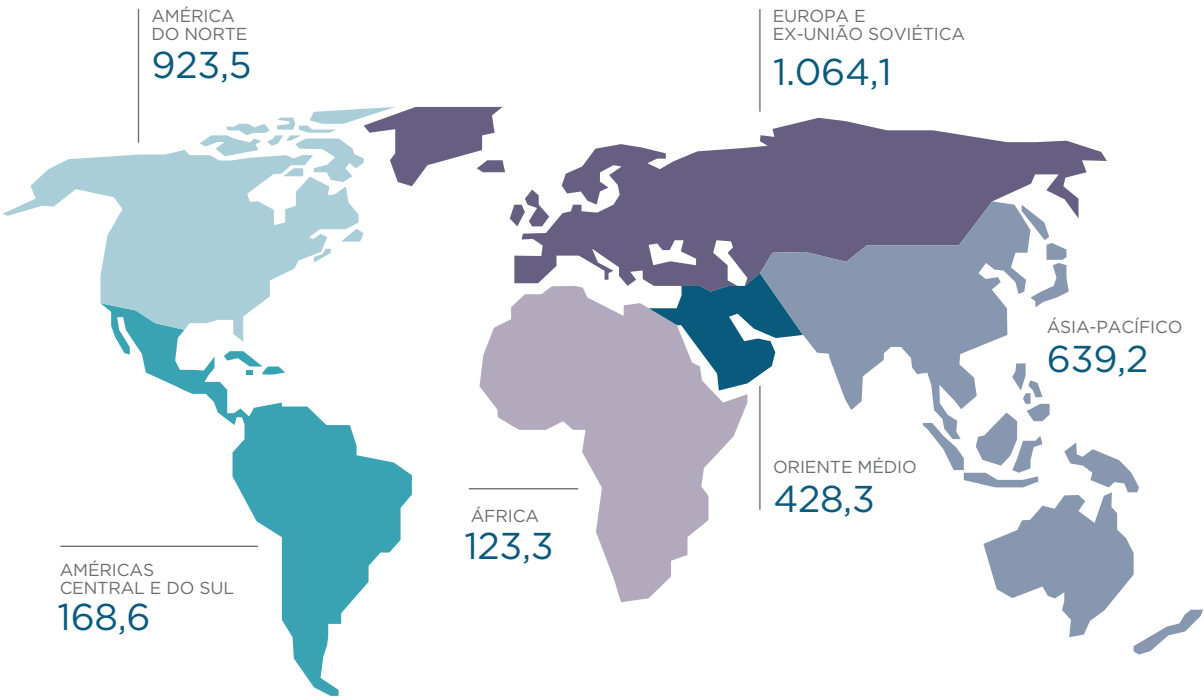 AMÉRICA
DO NORTE
923,5
EUROPA E
EX-UNIÃO SOVIÉTICA
1.064,1
ÁSIA-PACÍFICO
639,2
ORIENTE MÉDIO
428,3
ÁFRICA
123,3
AMÉRICAS
CENTRAL E DO SUL
168,6